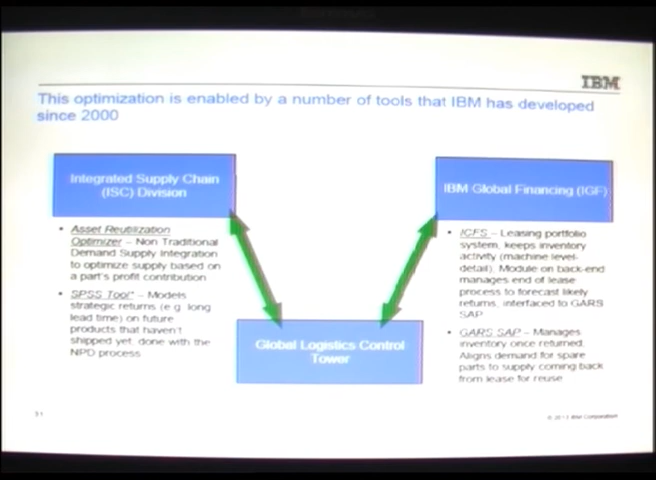 IBM
This optimization is enabled by a number of tools that IBM has developed
since 2000
Integrated Supply Chain
(ISC) Division
• Asset Reutilization
Optimizer – Non Traditional
Demand Supply Integration
to optimize supply based on
a part's profit contribution
• SPSS Tool* – Models
strategic returns (e.g. long
lead time) on future
products that haven't
shipped yet, done with the
NPD process
Global Logistics Control
Tower
IBM Global Financing (IGF)
• ICFS – Leasing portfolio
system, keeps inventory
activity (machine level-
detail). Module on back-end
manages end of lease
process to forecast likely
returns, interfaced to GARS
SAP
• GARS SAP – Manages
inventory once returned.
Aligns demand for spare
parts to supply coming back
from lease for reuse
IBM Corporation